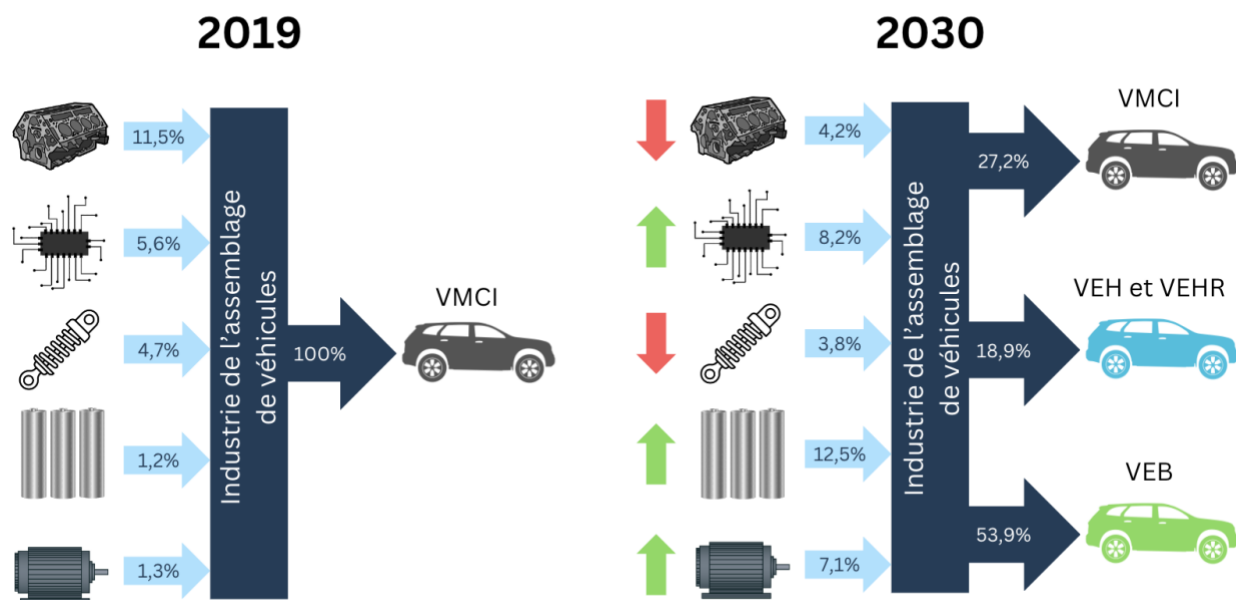 2019
11,5%
5,6%
4,7%
1,2%
1,3%
Industrie de l'assemblage
de véhicules
100%
VMCI
2030
4,2%
8,2%
3,8%
12,5%
7,1%
Industrie de l'assemblage
de véhicules
27,2%
VMCI
18,9%
VEH et VEHR
53,9%
VEB